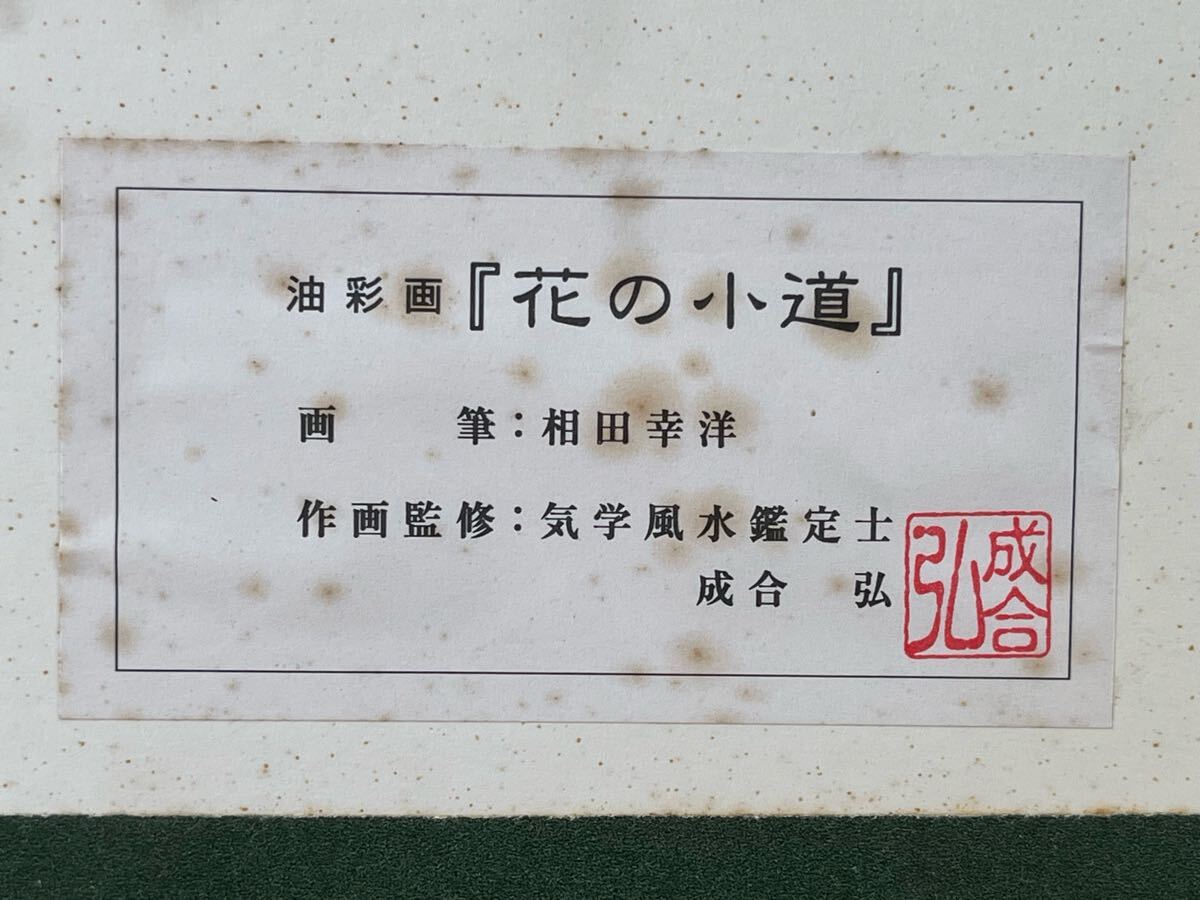 油彩画『花の小道』
画　　筆：相田幸洋
作画監修：気学風水鑑定士
成合　弘
成合弘